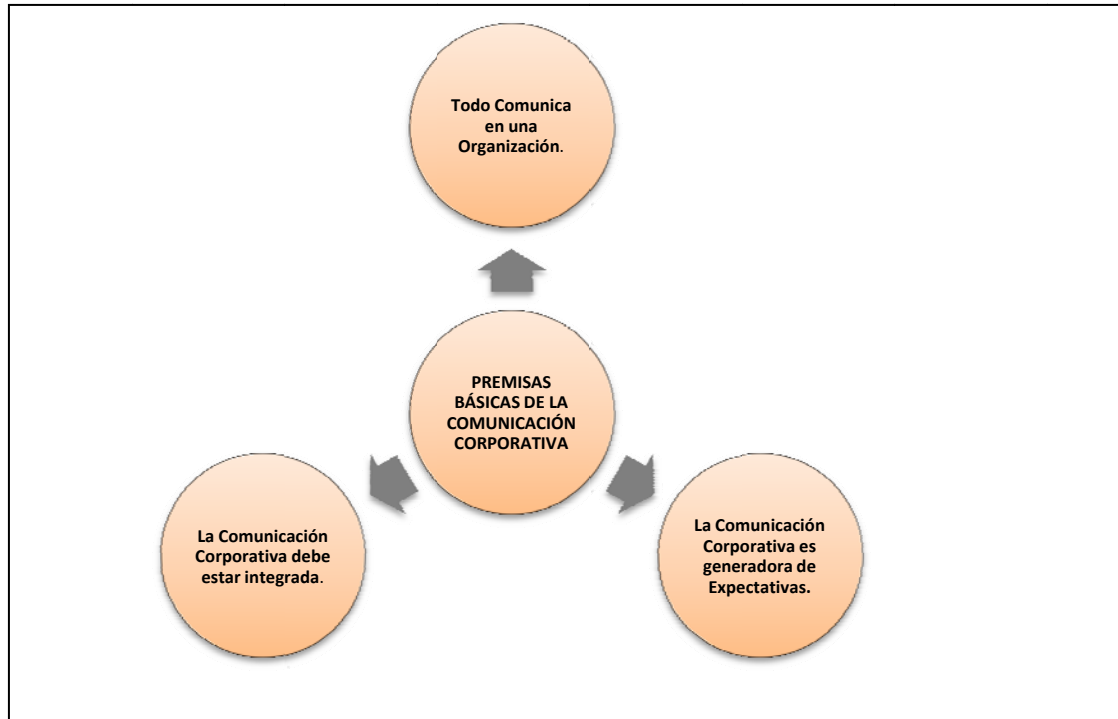 Todo Comunica
en una
Organización.
PREMISAS
BÁSICAS DE LA
COMUNICACIÓN
CORPORATIVA
La Comunicación
Corporativa debe
estar integrada.
La Comunicación
Corporativa es
generadora de
Expectativas.